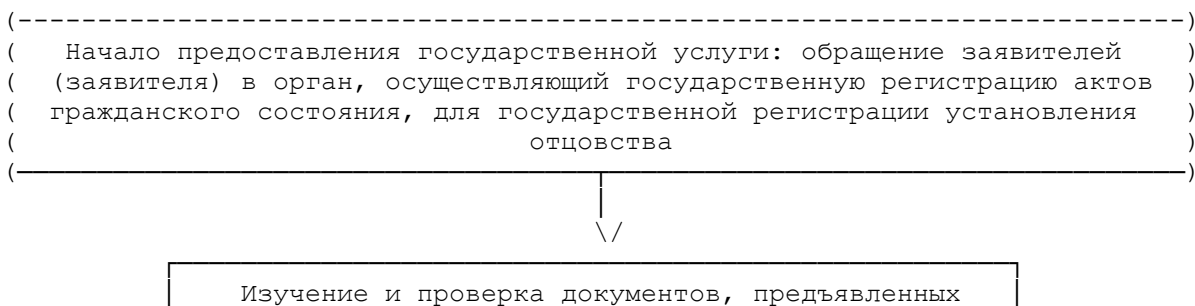 Начало предоставления государственной услуги: обращение заявителей
(заявителя) в орган, осуществляющий государственную регистрацию актов
гражданского состояния, для государственной регистрации установления
отцовства
Изучение и проверка документов, предъявленных